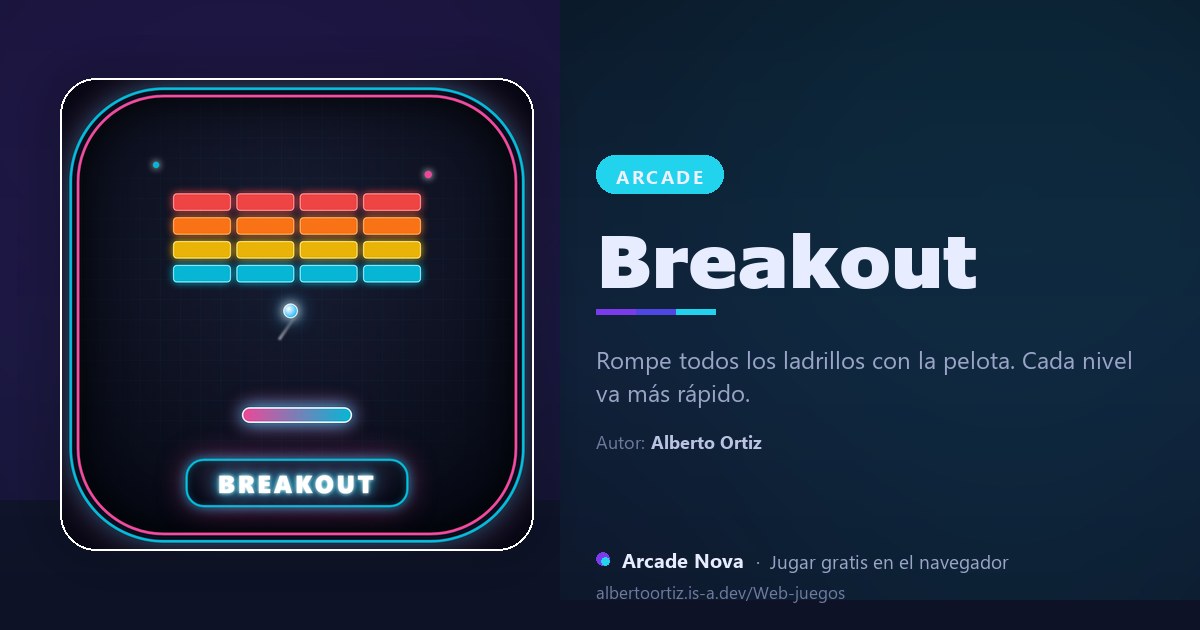 BREAKOUT
ARCADE
Breakout
Rompe todos los ladrillos con la pelota. Cada nivel
va más rápido.
Autor: Alberto Ortiz
Arcade Nova · Jugar gratis en el navegador
albertoortiz.is-a.dev/Web-juegos